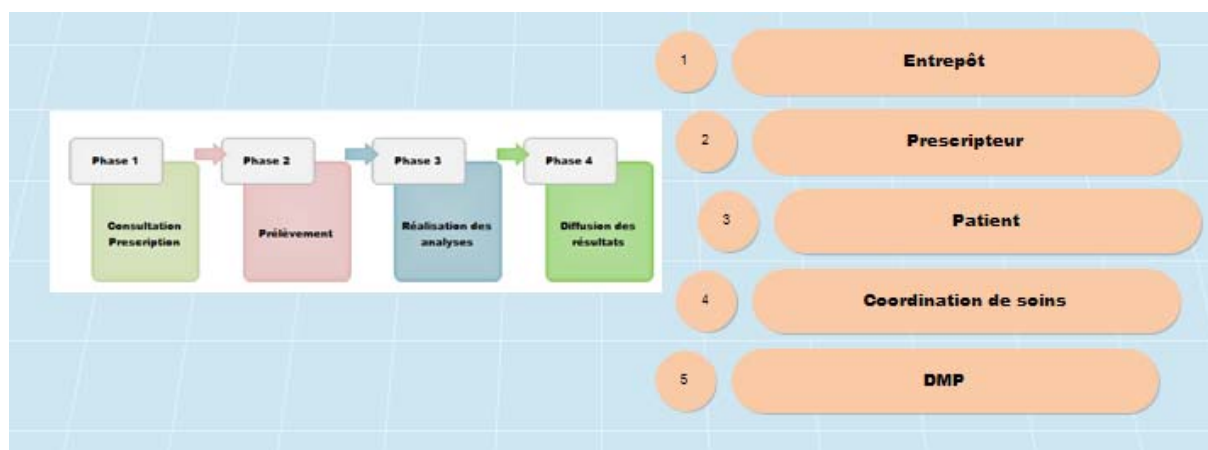 Phase 1
Phase 2
Phase 3
Phase 4
Consultation
Prescription
Prélèvement
Réalisation des
analyses
Diffusion des
résultats
1
Entrepôt
2
Prescripteur
3
Patient
4
Coordination de soins
5
DMP